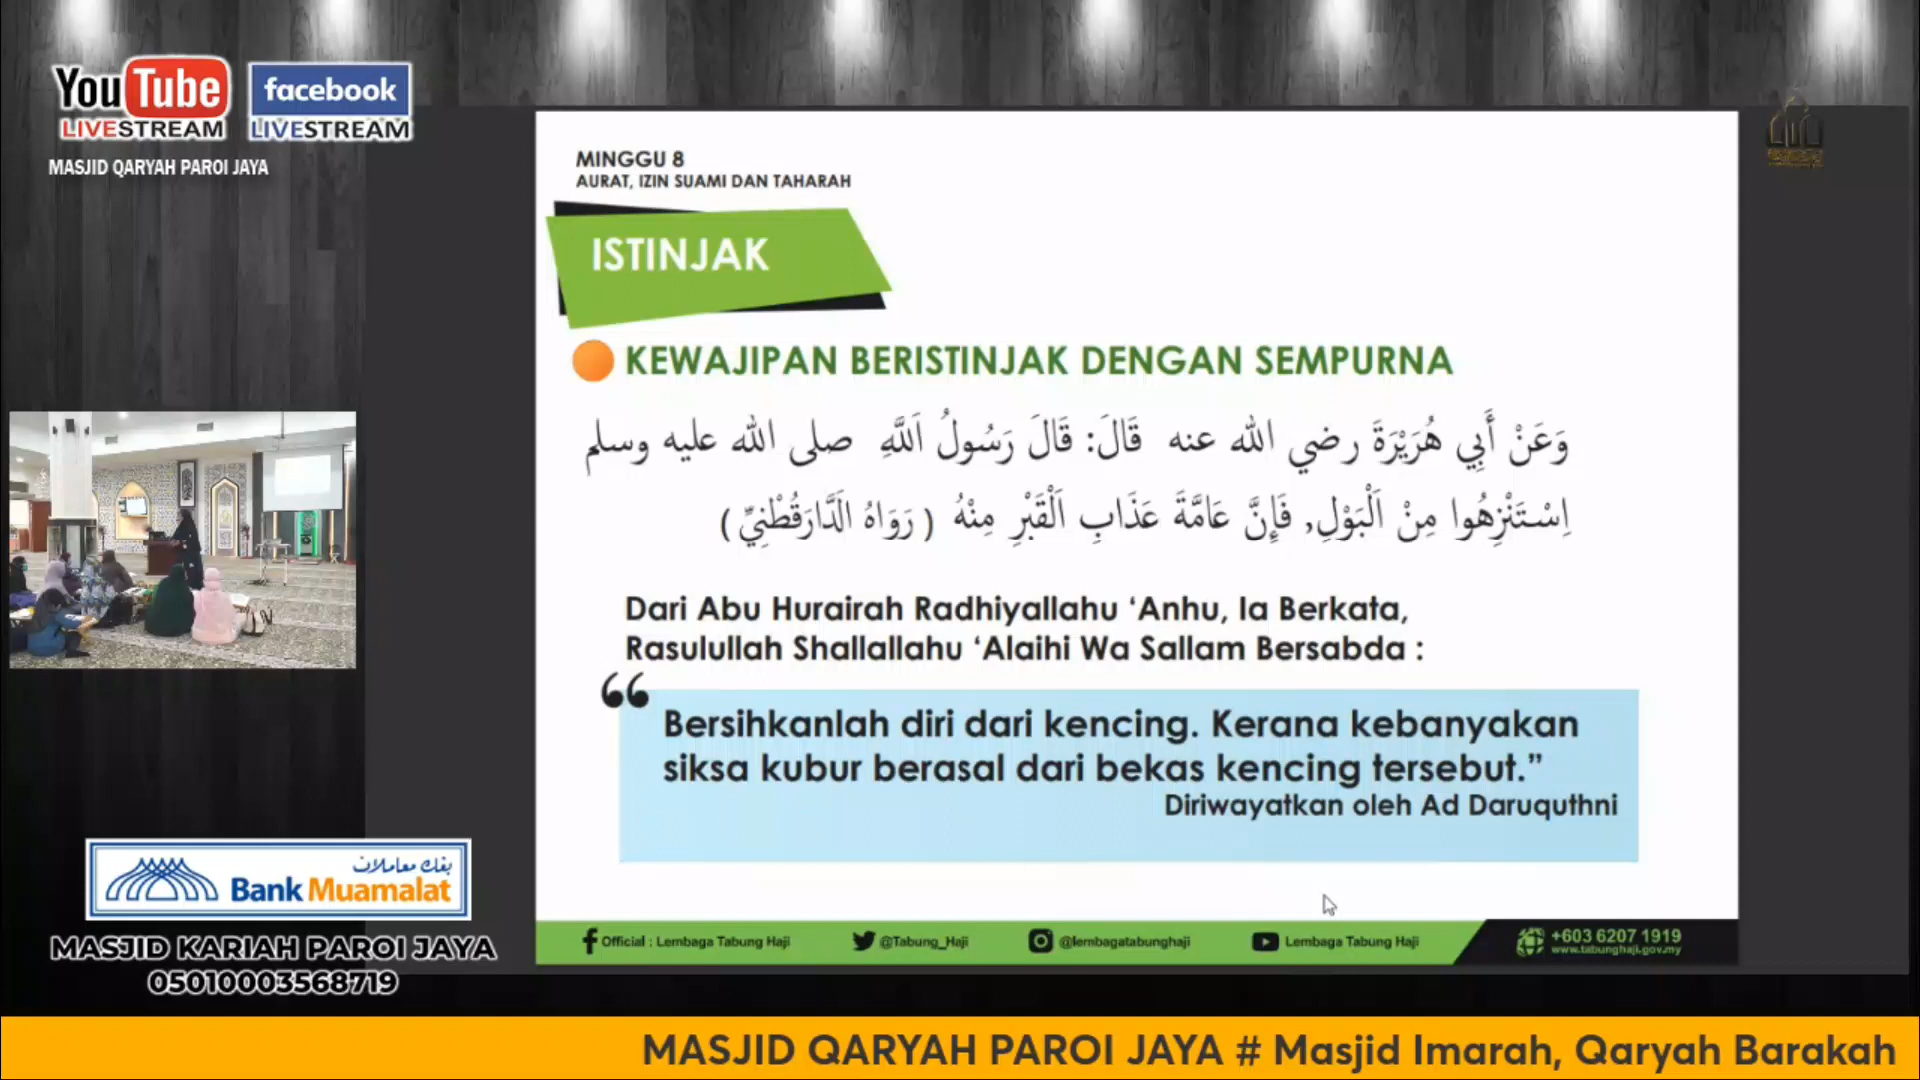 YouTube
LIVESTREAM
facebook
LIVESTREAM
MASJID QARYAH PAROI JAYA
MINGGU 8
AURAT, IZIN SUAMI DAN TAHARAH
ISTINJAK
KEWAJIPAN BERISTINJAK DENGAN SEMPURNA
وَعَنْ أَبِي هُرَيْرَةَ رضي الله عنه قَالَ: قَالَ رَسُولُ اَللَّهِ صلى الله عليه وسلم
اِسْتَنْزِهُوا مِنْ اَلْبَوْلِ, فَإِنَّ عَامَّةَ عَذَابِ اَلْقَبْرِ مِنْهُ ( رَوَاهُ اَلدَّارَقُطْنِيِّ )
Dari Abu Hurairah Radhiyallahu ‘Anhu, Ia Berkata,
Rasulullah Shallallahu ‘Alaihi Wa Sallam Bersabda :
“ Bersihkanlah diri dari kencing. Kerana kebanyakan
siksa kubur berasal dari bekas kencing tersebut.”
Diriwayatkan oleh Ad Daruquthni
Official : Lembaga Tabung Haji
@Tabung_Haji
@lembagatabunghaji
Lembaga Tabung Haji
+603 6207 1919
www.tabunghaji.gov.my
بنك معاملات
Bank Muamalat
MASJID KARIAH PAROI JAYA
05010003568719
MASJID QARYAH PAROI JAYA # Masjid Imarah, Qaryah Barakah